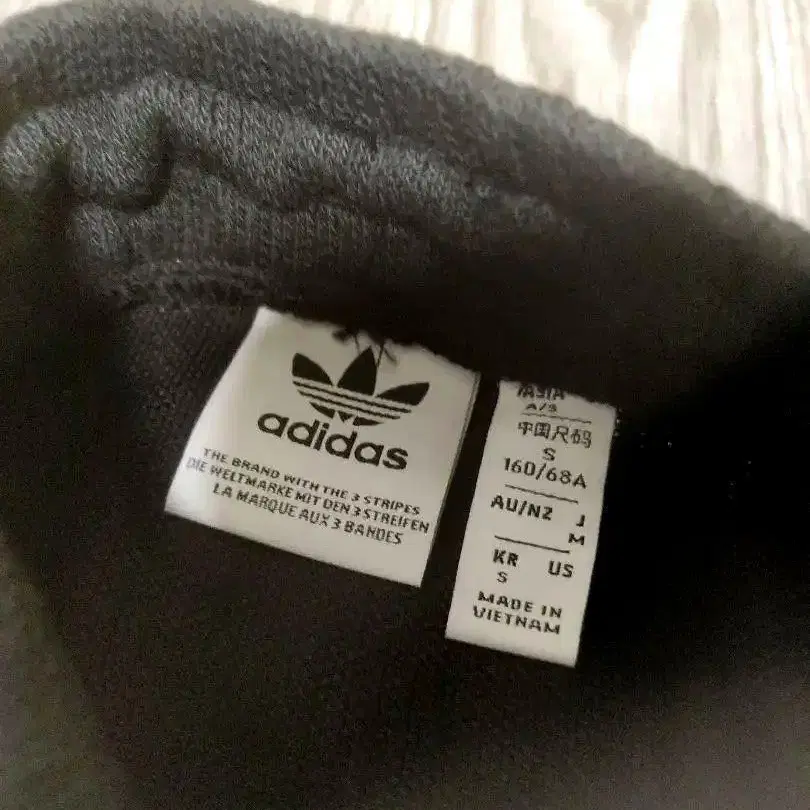 adidas
THE BRAND WITH THE 3 STRIPES
DIE WELTMARKE MIT DEN 3 STREIFEN
LA MARQUE AUX 3 BANDES
ASIA
A/S
中国尺码
S
160/68A
AU/NZ J
M
KR US
S
MADE IN
VIETNAM